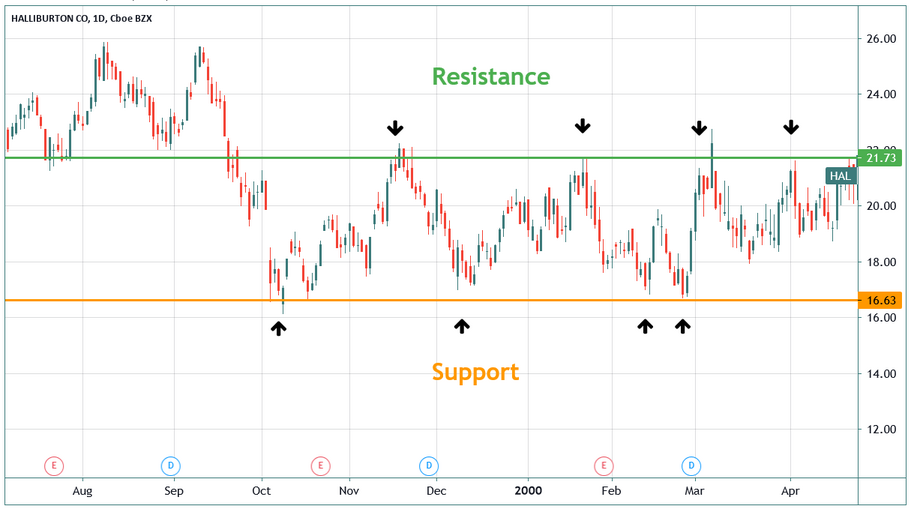 HALLIBURTON CO, 1D, Cboe BZX
26.00
Resistance
24.00
22.00
21.73
HAL
20.00
18.00
16.63
16.00
Support
14.00
12.00
E D E D E D
Aug Sep Oct Nov Dec 2000 Feb Mar Apr